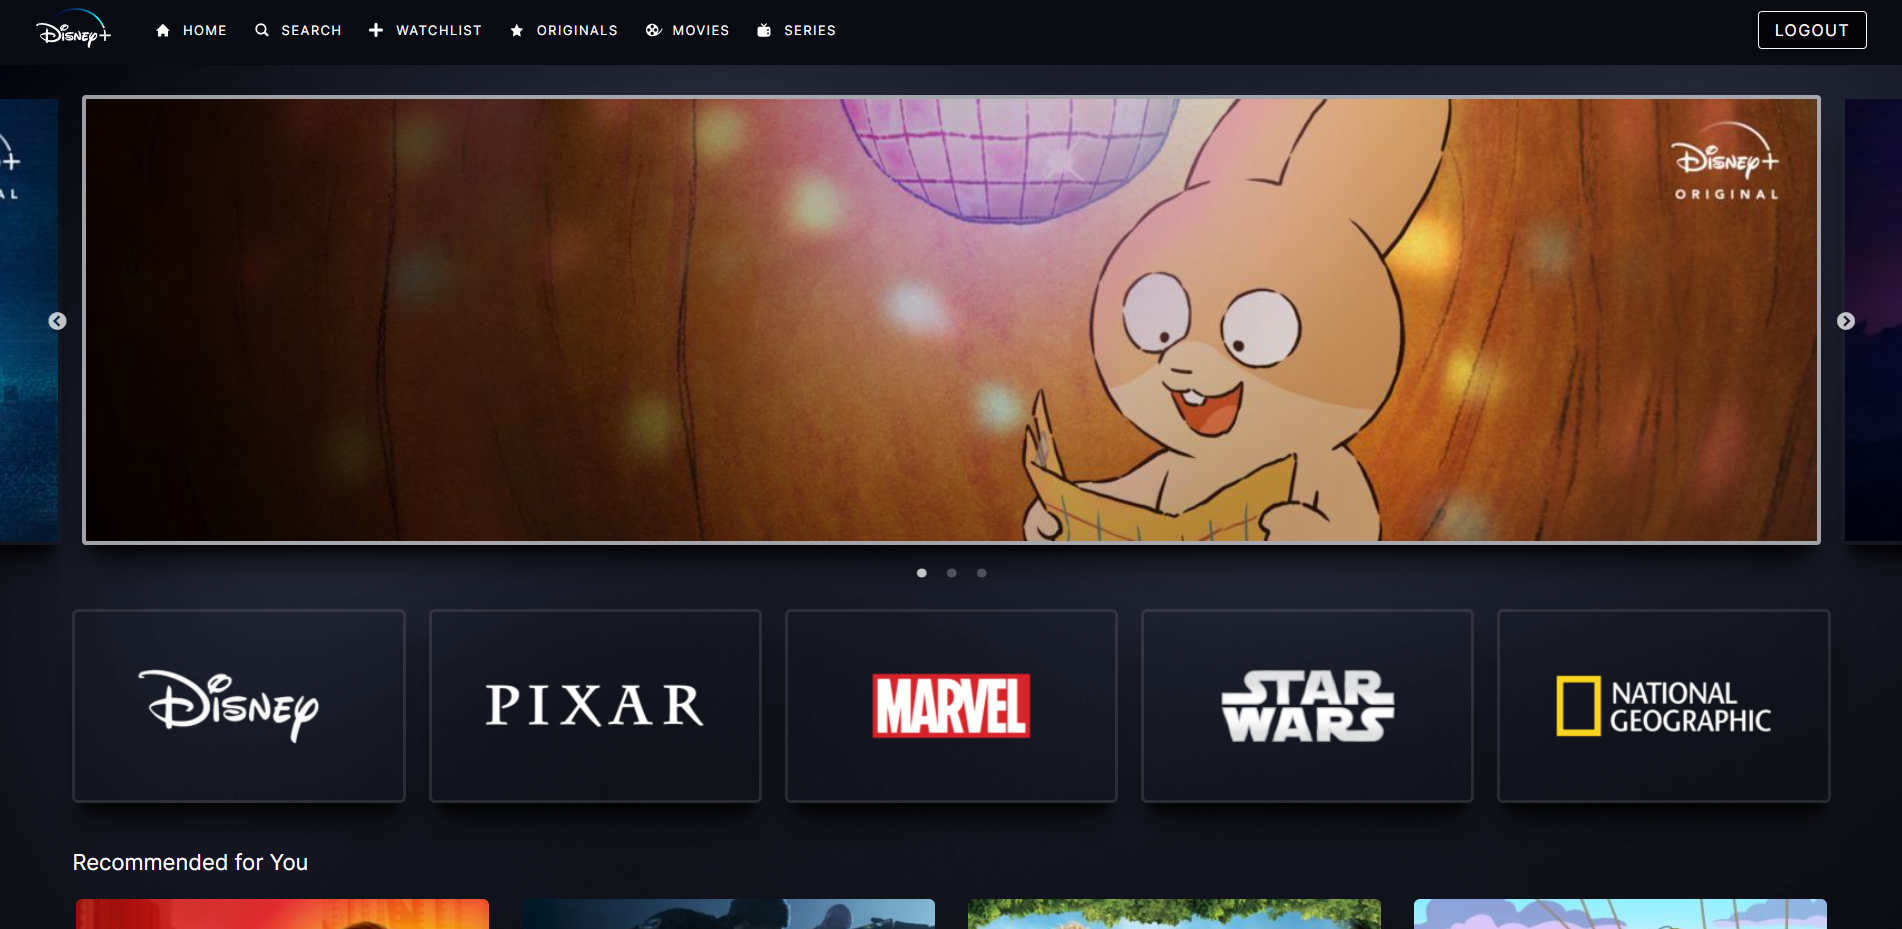 Disney+
HOME
SEARCH
WATCHLIST
ORIGINALS
MOVIES
SERIES
LOGOUT
AL
Disney+
ORIGINAL
Disney
PIXAR
MARVEL
STAR
WARS
NATIONAL
GEOGRAPHIC
Recommended for You